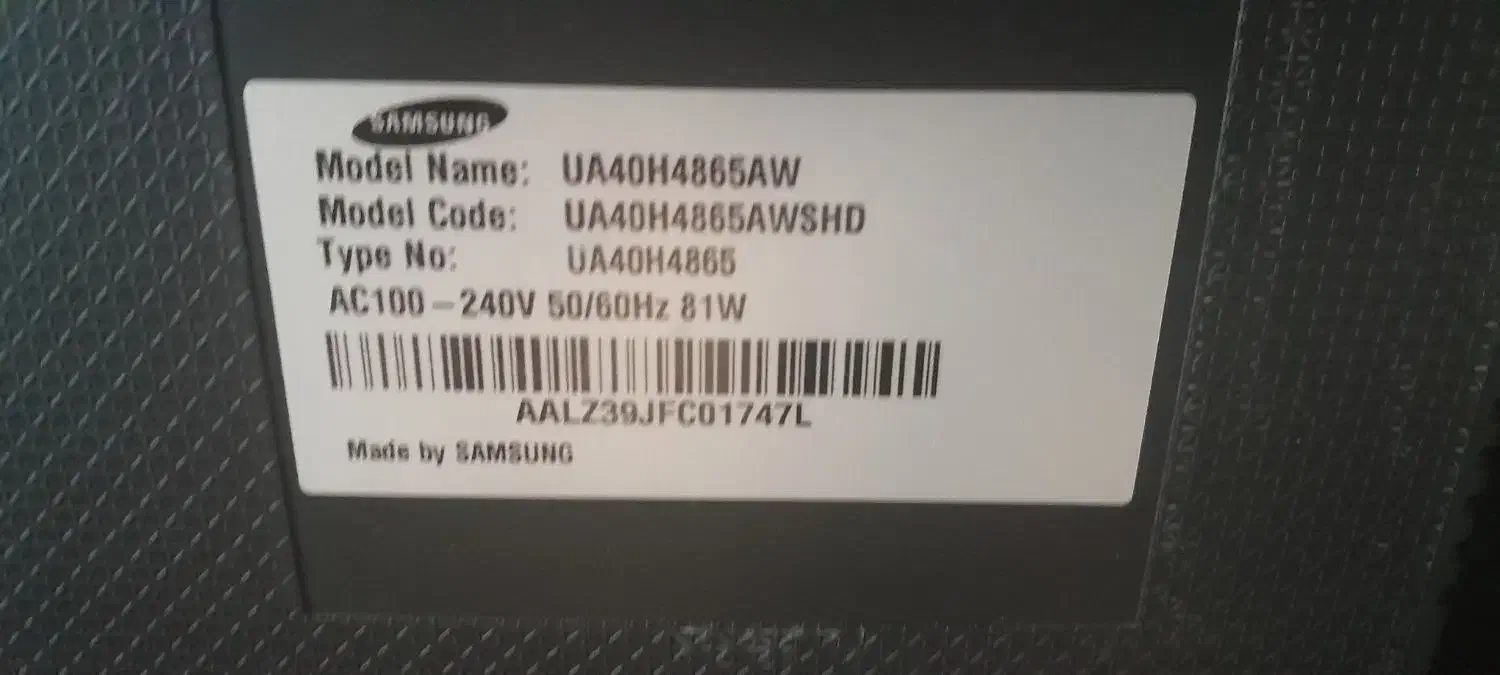 SAMSUNG
Model Name: UA40H4865AW
Model Code: UA40H4865AWSHD
Type No: UA40H4865
AC100-240V 50/60Hz 81W
AALZ39JFC01747L
Made by SAMSUNG